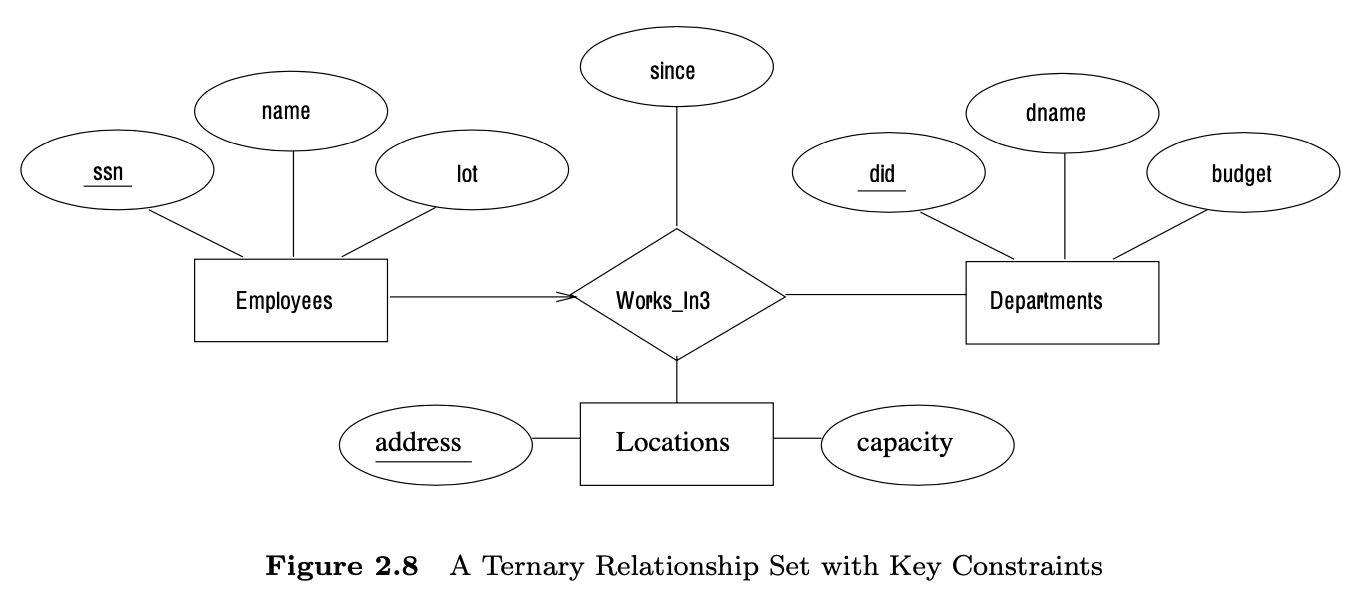 since
name
dname
ssn
lot
did
budget
Employees
Works_In3
Departments
address
Locations
capacity
Figure 2.8 A Ternary Relationship Set with Key Constraints